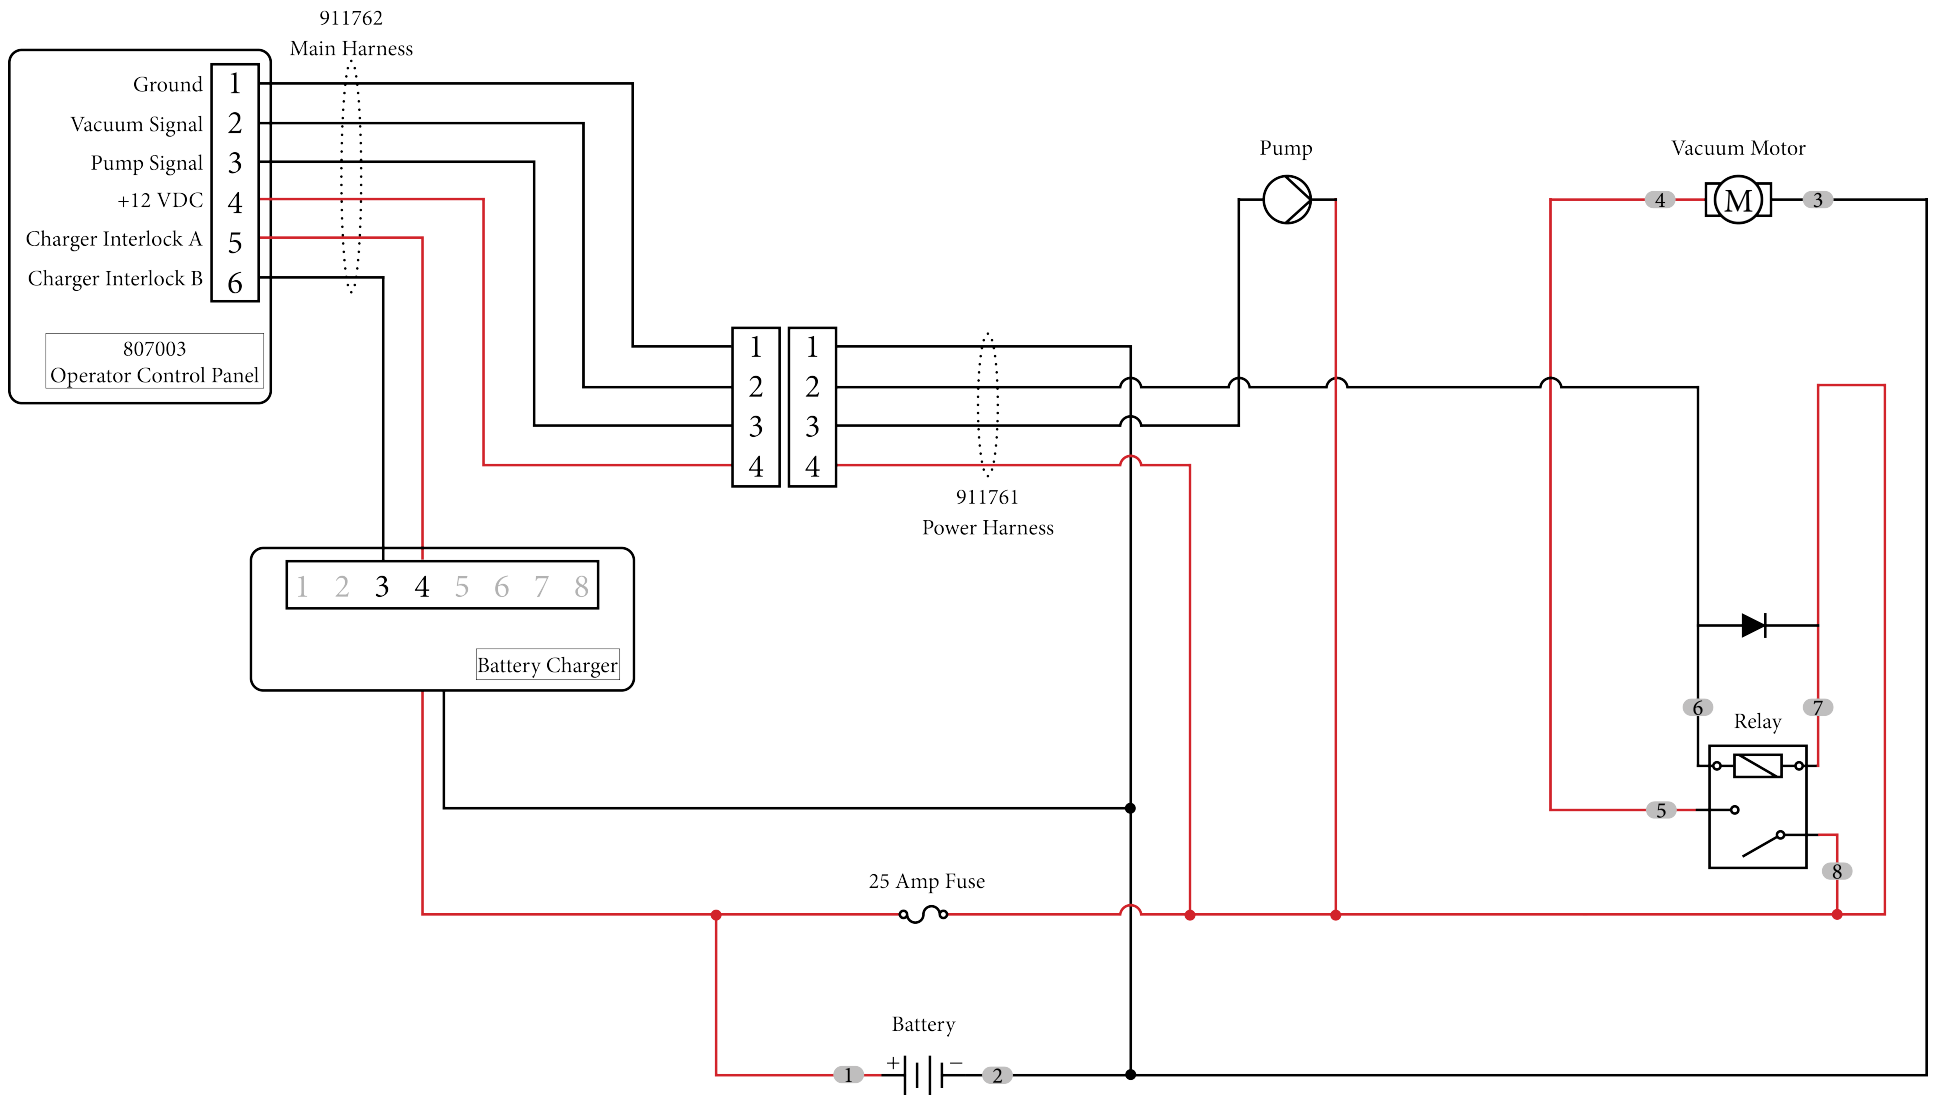 911762
Main Harness
Ground 1
Vacuum Signal 2
Pump Signal 3
+12 VDC 4
Charger Interlock A 5
Charger Interlock B 6
807003
Operator Control Panel
Pump
Vacuum Motor
4 M 3
1 1
2 2
3 3
4 4
911761
Power Harness
1 2 3 4 5 6 7 8
Battery Charger
6 7
Relay
5
8
25 Amp Fuse
Battery
+ −
1 2